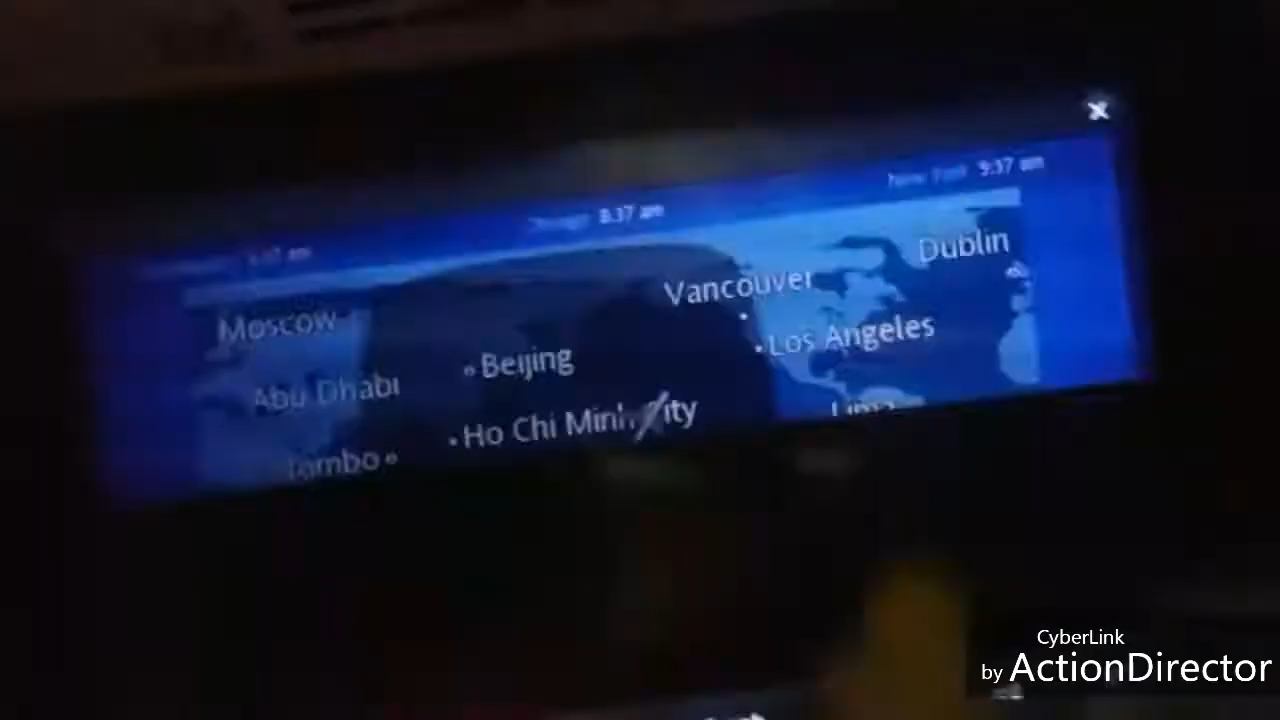 New York 9:37 am
8:37 am
Dublin
Vancouver
Moscow
Los Angeles
Beijing
Abu Dhabi
Ho Chi Minh City
Lima
CyberLink
by ActionDirector